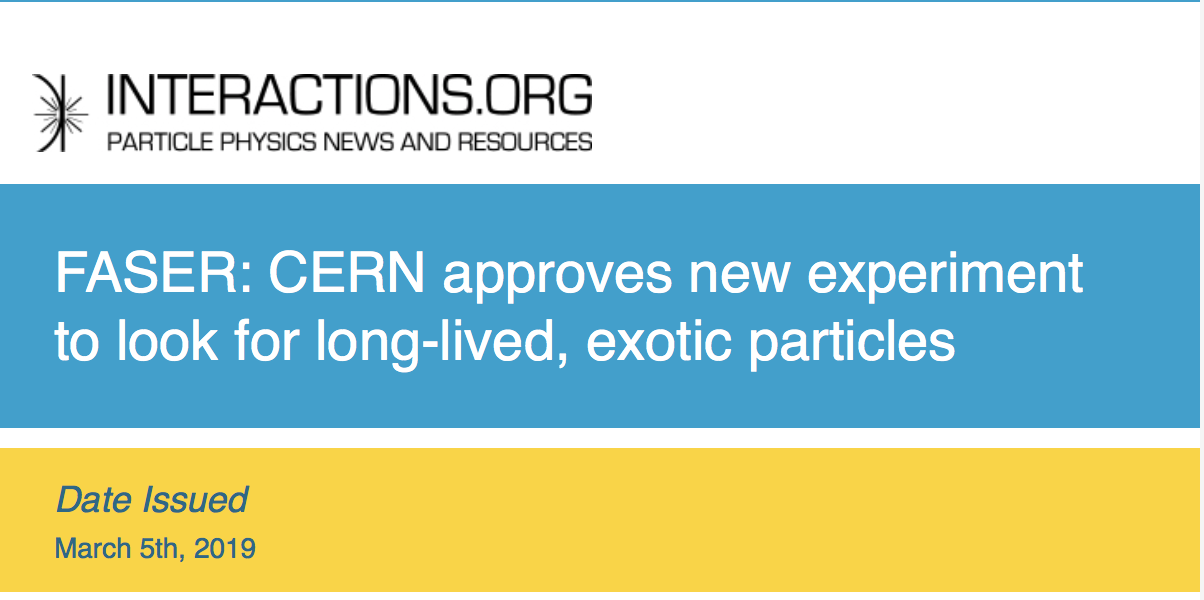 INTERACTIONS.ORG
PARTICLE PHYSICS NEWS AND RESOURCES
FASER: CERN approves new experiment
to look for long-lived, exotic particles
Date Issued
March 5th, 2019